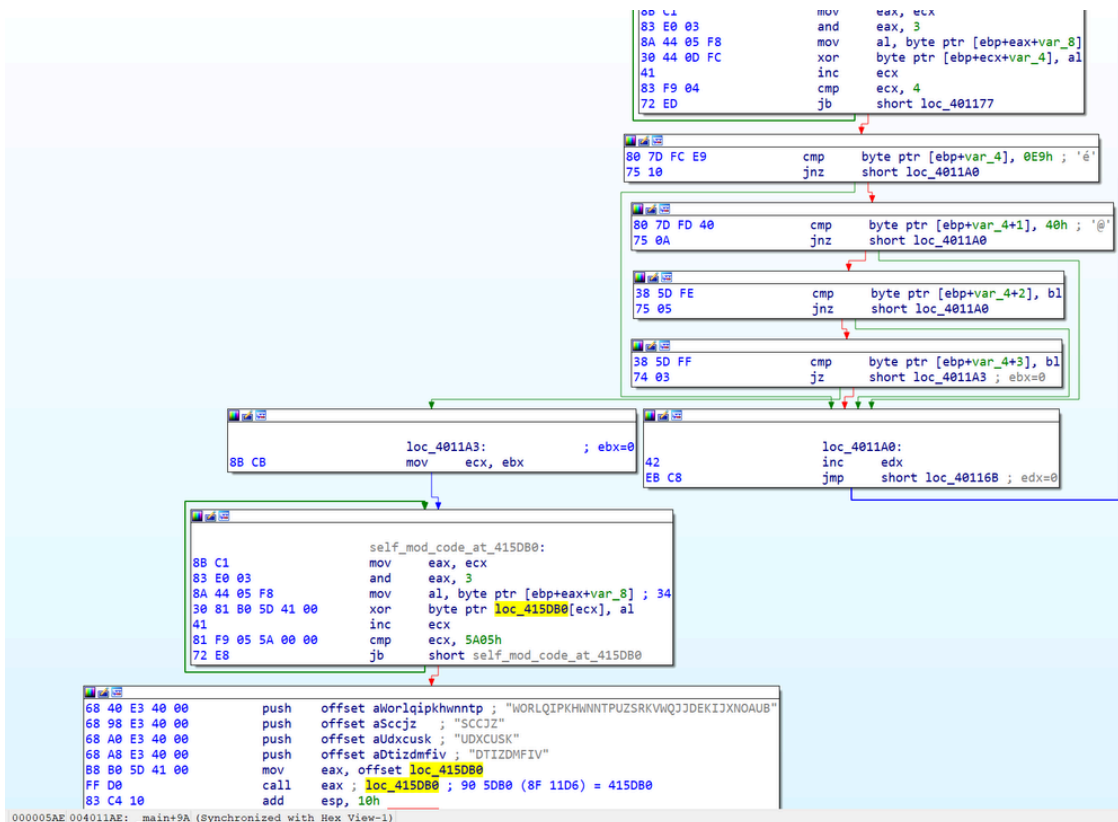 8B C1 mov eax, ecx
83 E0 03 and eax, 3
8A 44 05 F8 mov al, byte ptr [ebp+eax+var_8]
30 44 0D FC xor byte ptr [ebp+ecx+var_4], al
41 inc ecx
83 F9 04 cmp ecx, 4
72 ED jb short loc_401177
80 7D FC E9 cmp byte ptr [ebp+var_4], 0E9h ; 'é'
75 10 jnz short loc_4011A0
80 7D FD 40 cmp byte ptr [ebp+var_4+1], 40h ; '@'
75 0A jnz short loc_4011A0
38 5D FE cmp byte ptr [ebp+var_4+2], bl
75 05 jnz short loc_4011A0
38 5D FF cmp byte ptr [ebp+var_4+3], bl
74 03 jz short loc_4011A3 ; ebx=0
loc_4011A3: ; ebx=0
8B CB mov ecx, ebx
loc_4011A0:
42 inc edx
EB C8 jmp short loc_40116B ; edx=0
self_mod_code_at_415DB0:
8B C1 mov eax, ecx
83 E0 03 and eax, 3
8A 44 05 F8 mov al, byte ptr [ebp+eax+var_8] ; 34
30 81 B0 5D 41 00 xor byte ptr loc_415DB0[ecx], al
41 inc ecx
81 F9 05 5A 00 00 cmp ecx, 5A05h
72 E8 jb short self_mod_code_at_415DB0
68 40 E3 40 00 push offset aWorlqipkhwnntp ; "WORLQIPKHWNNTPUZSRKVWQJJDEKIJXNOAUB"
68 98 E3 40 00 push offset aSccjz ; "SCCJZ"
68 A0 E3 40 00 push offset aUdxcusk ; "UDXCUSK"
68 A8 E3 40 00 push offset aDtizdmfiv ; "DTIZDMFIV"
B8 B0 5D 41 00 mov eax, offset loc_415DB0
FF D0 call eax ; loc_415DB0 ; 90 5DB0 (8F 11D6) = 415DB0
83 C4 10 add esp, 10h
000005AE 004011AE: main+9A (Synchronized with Hex View-1)